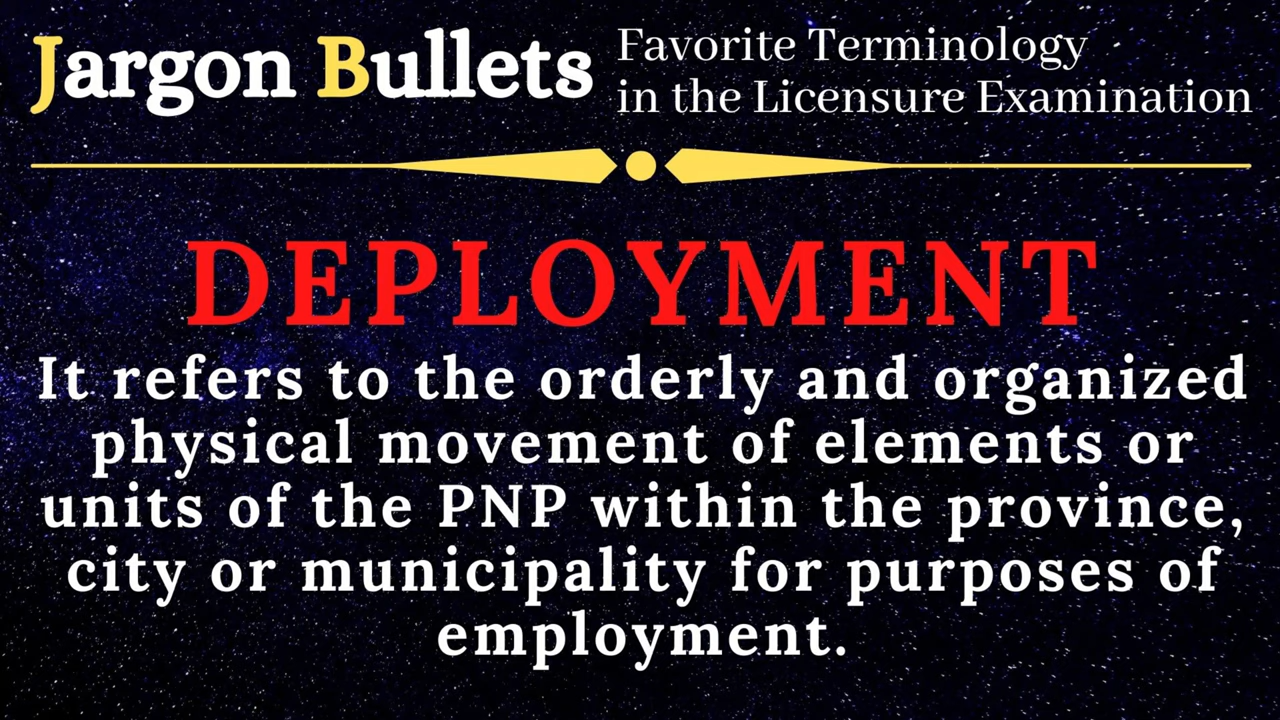 Jargon Bullets
Favorite Terminology
in the Licensure Examination
DEPLOYMENT
It refers to the orderly and organized
physical movement of elements or
units of the PNP within the province,
city or municipality for purposes of
employment.